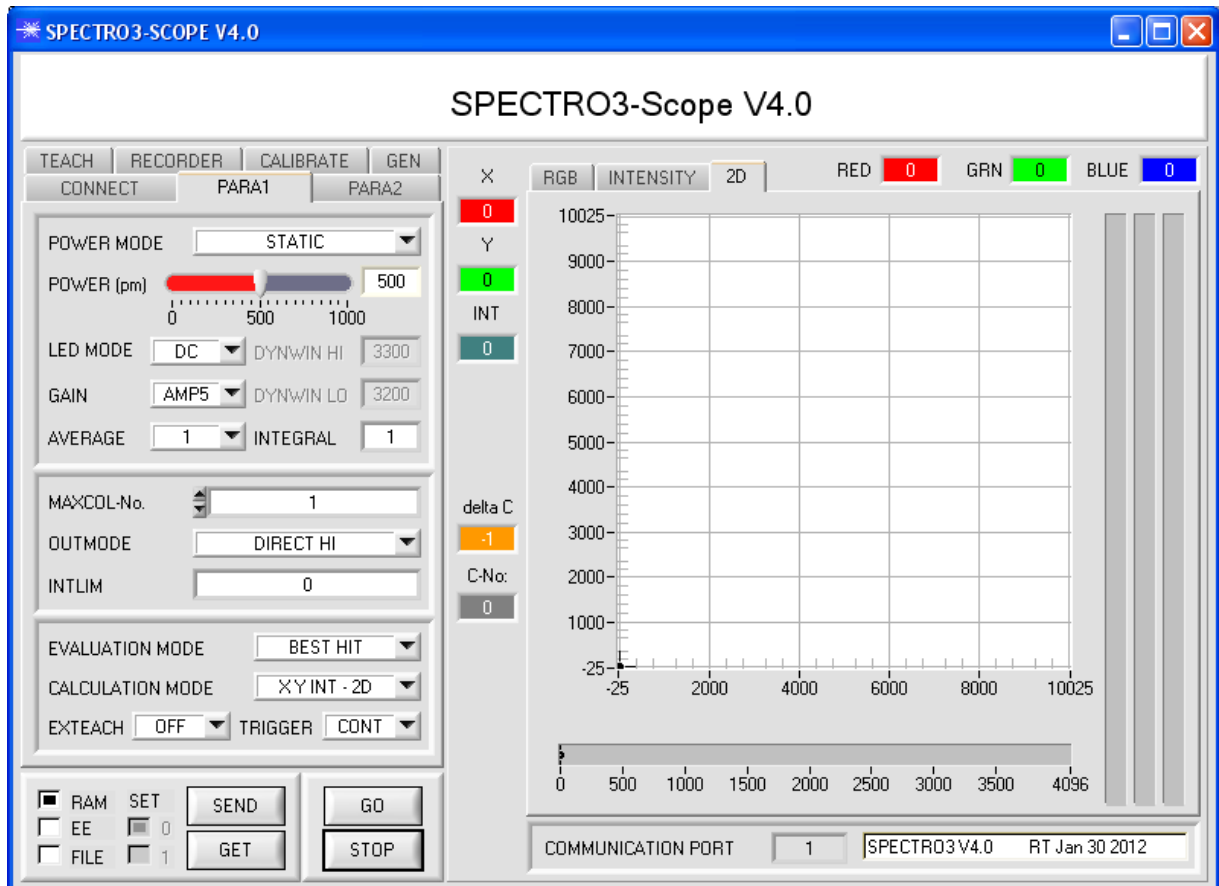 SPECTRO3-SCOPE V4.0
SPECTRO3-Scope V4.0
TEACH RECORDER CALIBRATE GEN
CONNECT PARA1 PARA2
POWER MODE STATIC
POWER (pm) 500
0 500 1000
LED MODE DC DYNWIN HI 3300
GAIN AMP5 DYNWIN LO 3200
AVERAGE 1 INTEGRAL 1
MAXCOL-No. 1
OUTMODE DIRECT HI
INTLIM 0
EVALUATION MODE BEST HIT
CALCULATION MODE X Y INT - 2D
EXTEACH OFF TRIGGER CONT
RAM SET SEND GO
EE 0
FILE 1 GET STOP
X
0
Y
0
INT
0
delta C
-1
C-No:
0
RGB INTENSITY 2D RED 0 GRN 0 BLUE 0
10025
9000
8000
7000
6000
5000
4000
3000
2000
1000
-25
-25 2000 4000 6000 8000 10025
0 500 1000 1500 2000 2500 3000 3500 4096
COMMUNICATION PORT 1 SPECTRO3 V4.0 RT Jan 30 2012